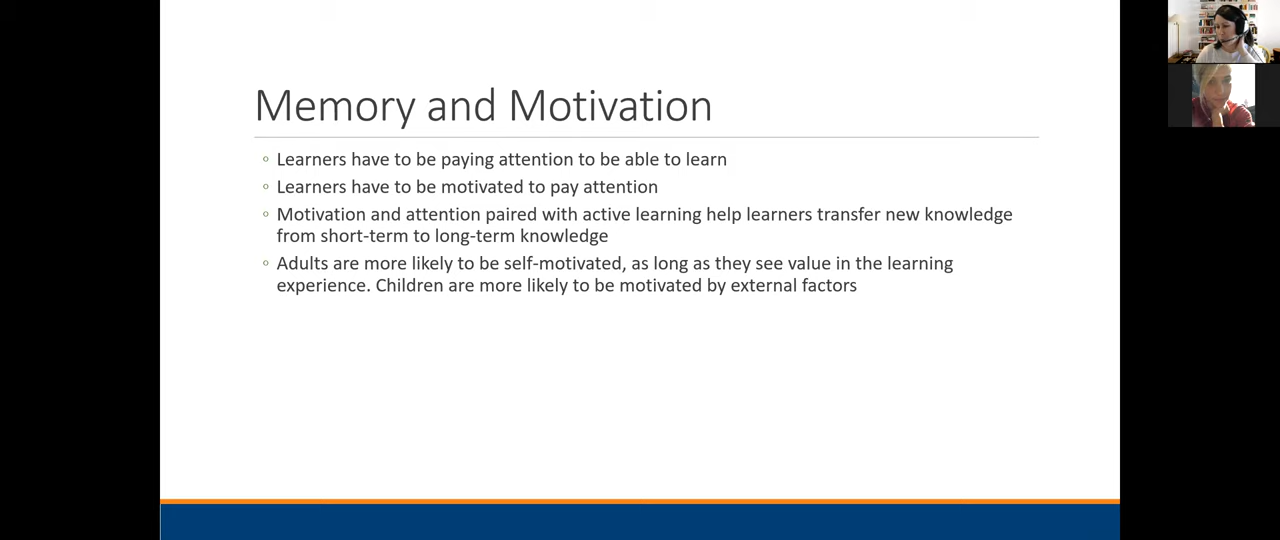 Memory and Motivation
Learners have to be paying attention to be able to learn
Learners have to be motivated to pay attention
Motivation and attention paired with active learning help learners transfer new knowledge
from short-term to long-term knowledge
Adults are more likely to be self-motivated, as long as they see value in the learning
experience. Children are more likely to be motivated by external factors